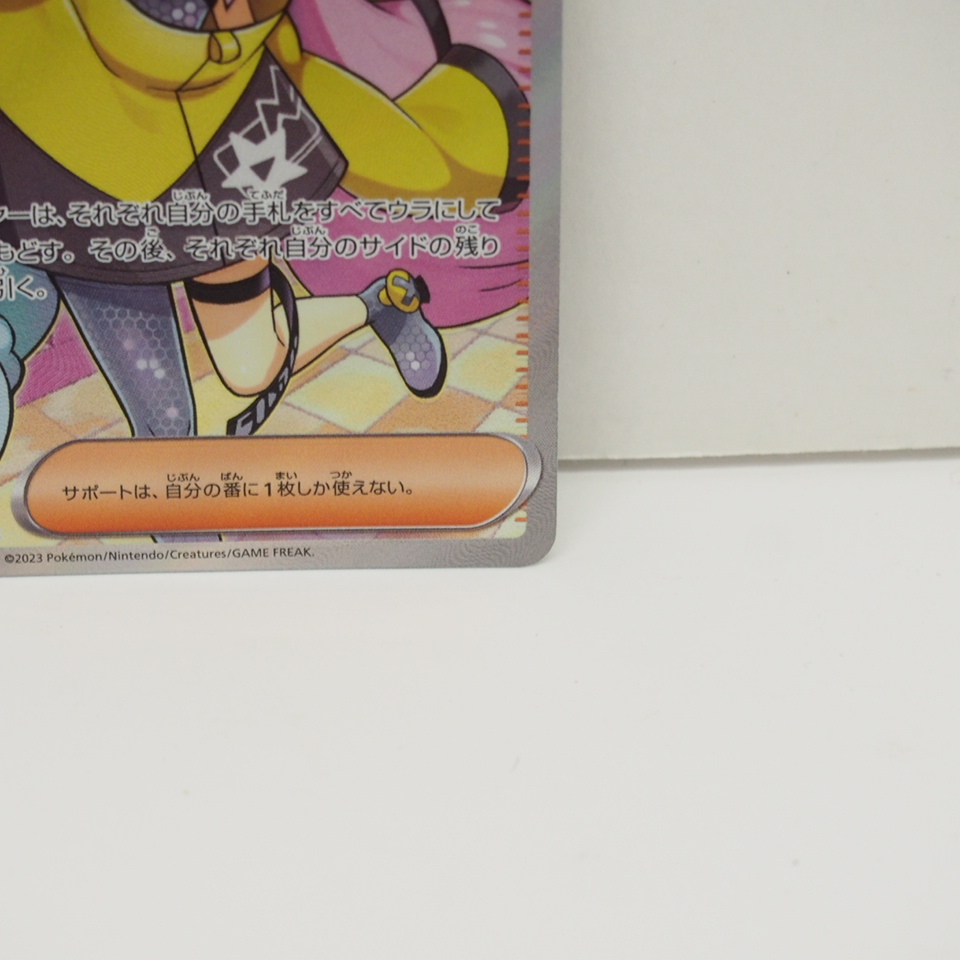 ーは、それぞれ自分の手札をすべてウラにして
もどす。その後、それぞれ自分のサイドの残り
引く。
サポートは、自分の番に1枚しか使えない。
©2023 Pokémon/Nintendo/Creatures/GAME FREAK.